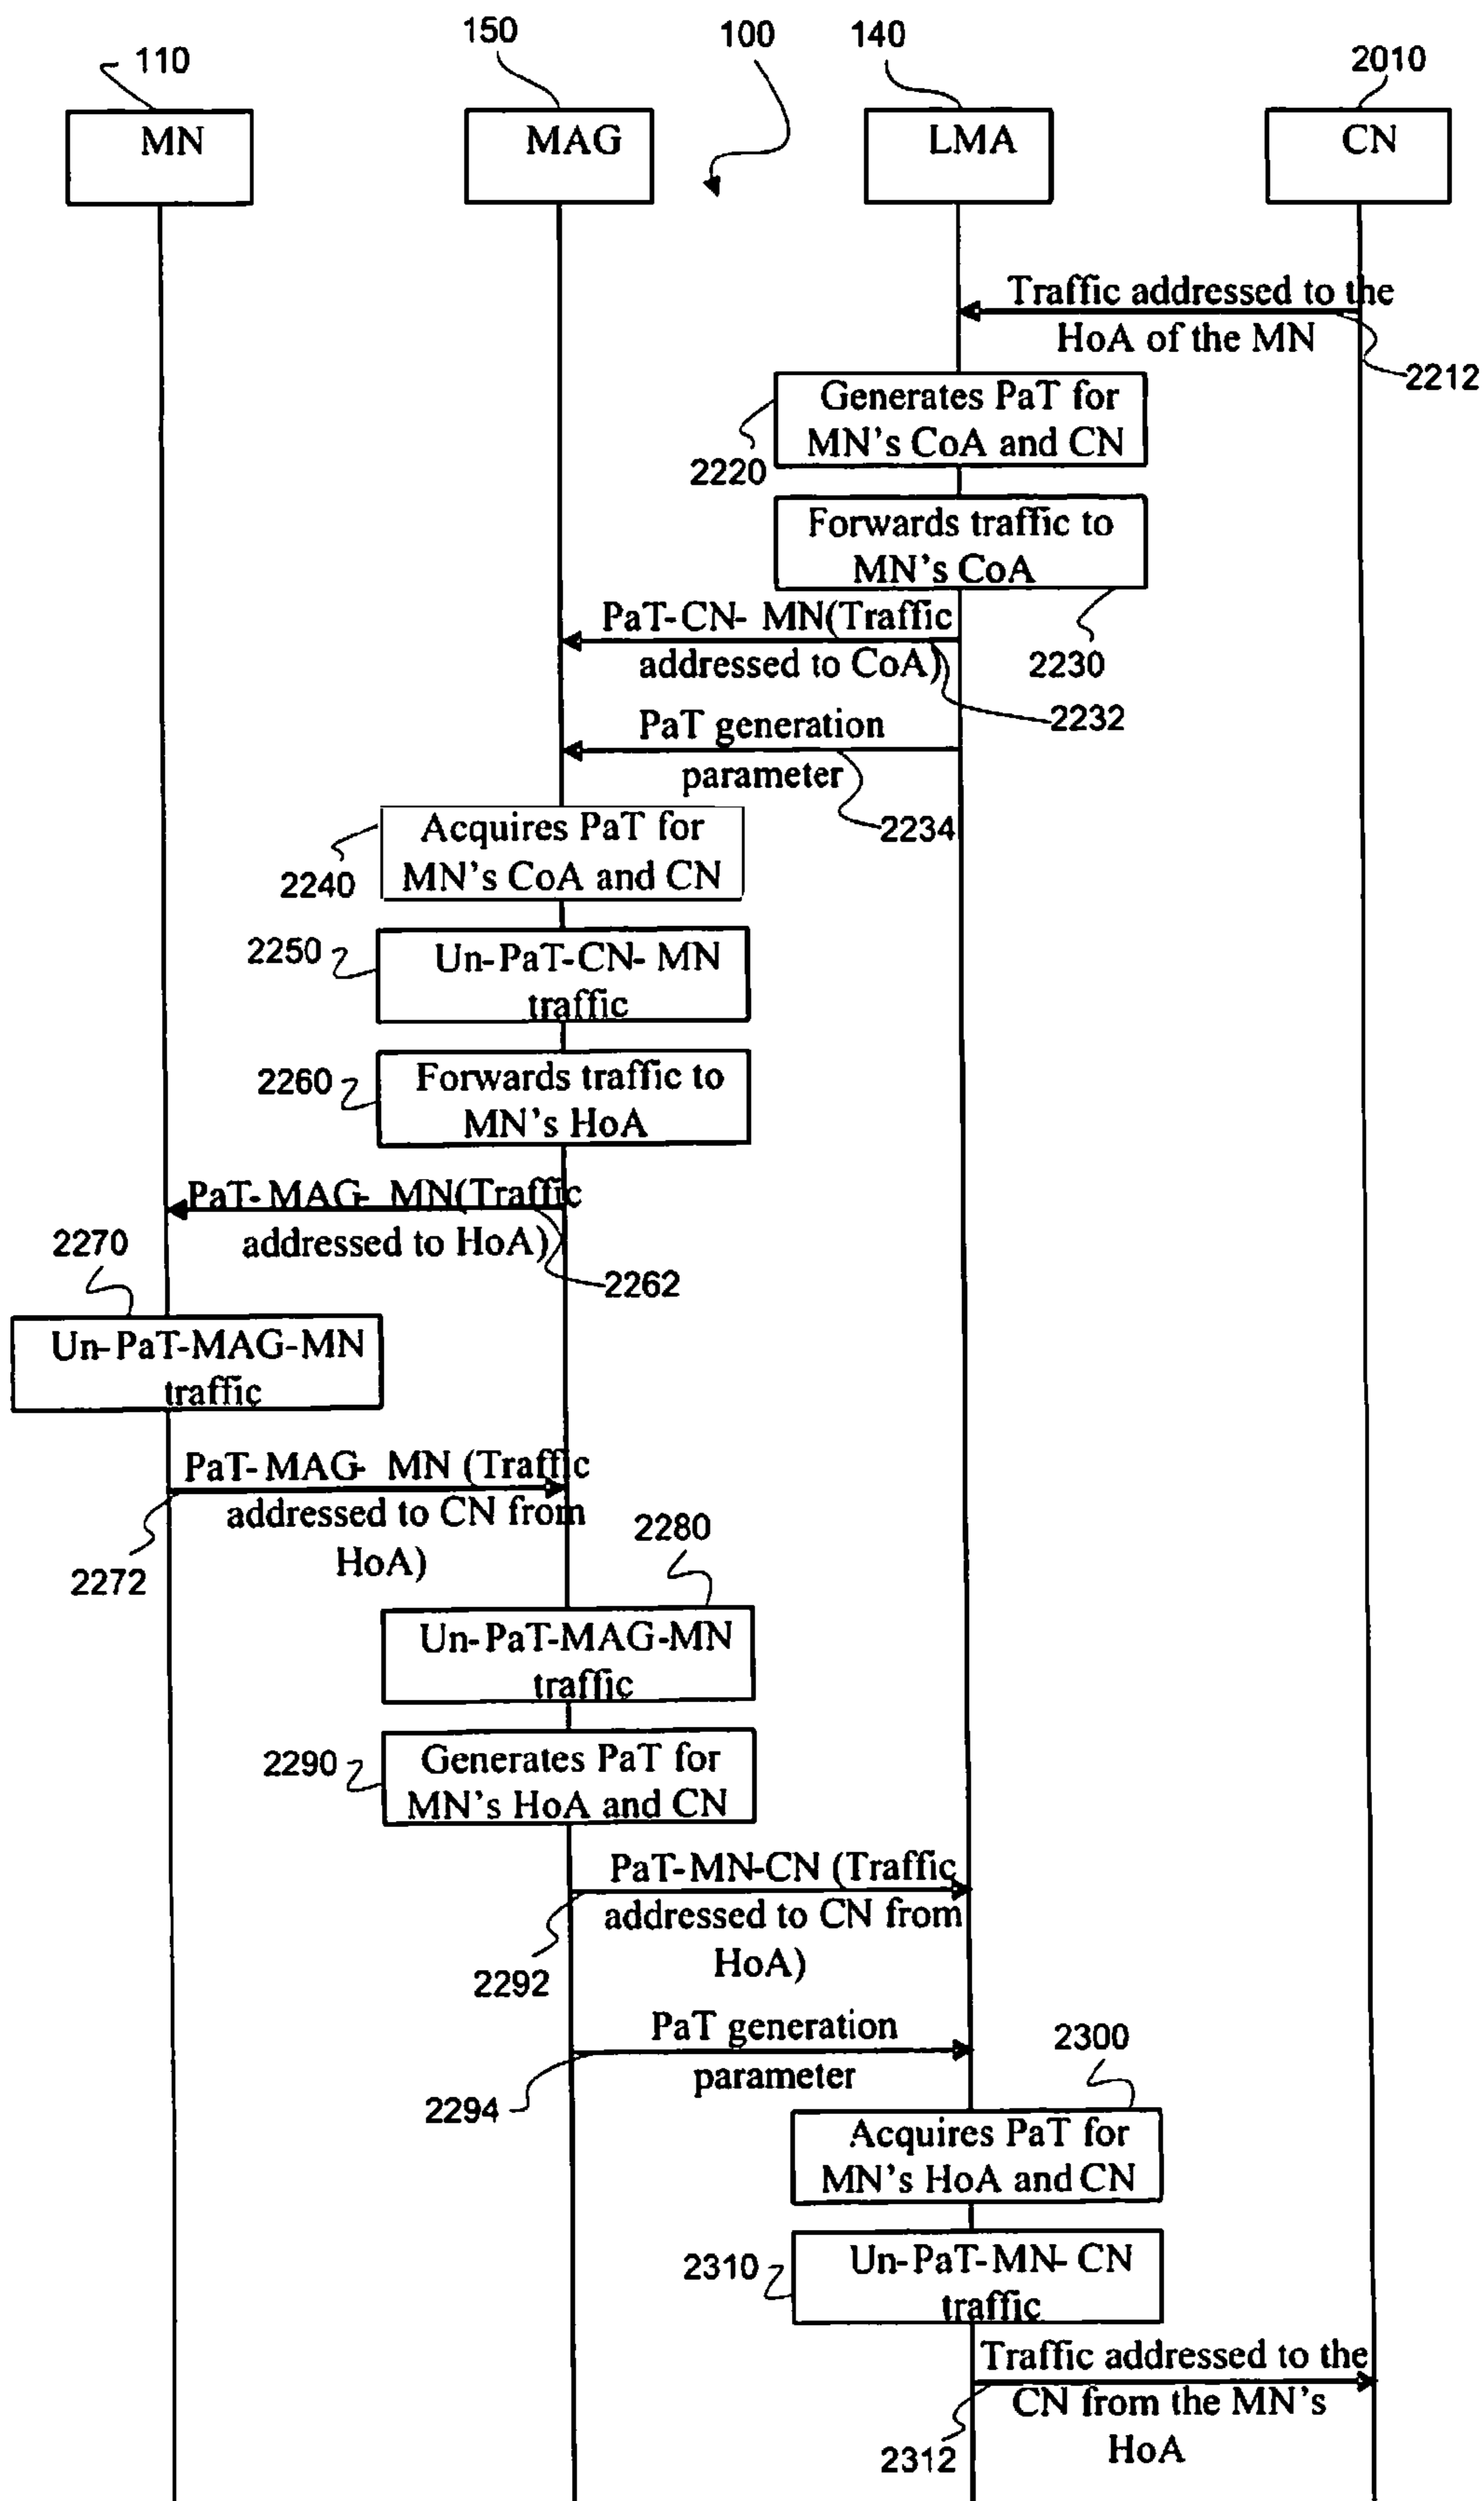 110
150
100
140
2010
MN
MAG
LMA
CN
Traffic addressed to the
HoA of the MN
2212
Generates PaT for
MN's CoA and CN
2220
Forwards traffic to
MN's CoA
2230
PaT-CN- MN(Traffic
addressed to CoA)
2232
PaT generation
parameter
2234
Acquires PaT for
MN's CoA and CN
2240
2250
Un-PaT-CN- MN
traffic
2260
Forwards traffic to
MN's HoA
PaT-MAG- MN(Traffic
addressed to HoA)
2262
2270
Un-PaT-MAG-MN
traffic
PaT-MAG- MN (Traffic
addressed to CN from
HoA)
2272
2280
Un-PaT-MAG-MN
traffic
2290
Generates PaT for
MN's HoA and CN
PaT-MN-CN (Traffic
addressed to CN from
HoA)
2292
PaT generation
parameter
2294
2300
Acquires PaT for
MN's HoA and CN
2310
Un-PaT-MN-CN
traffic
Traffic addressed to the
CN from the MN's
HoA
2312